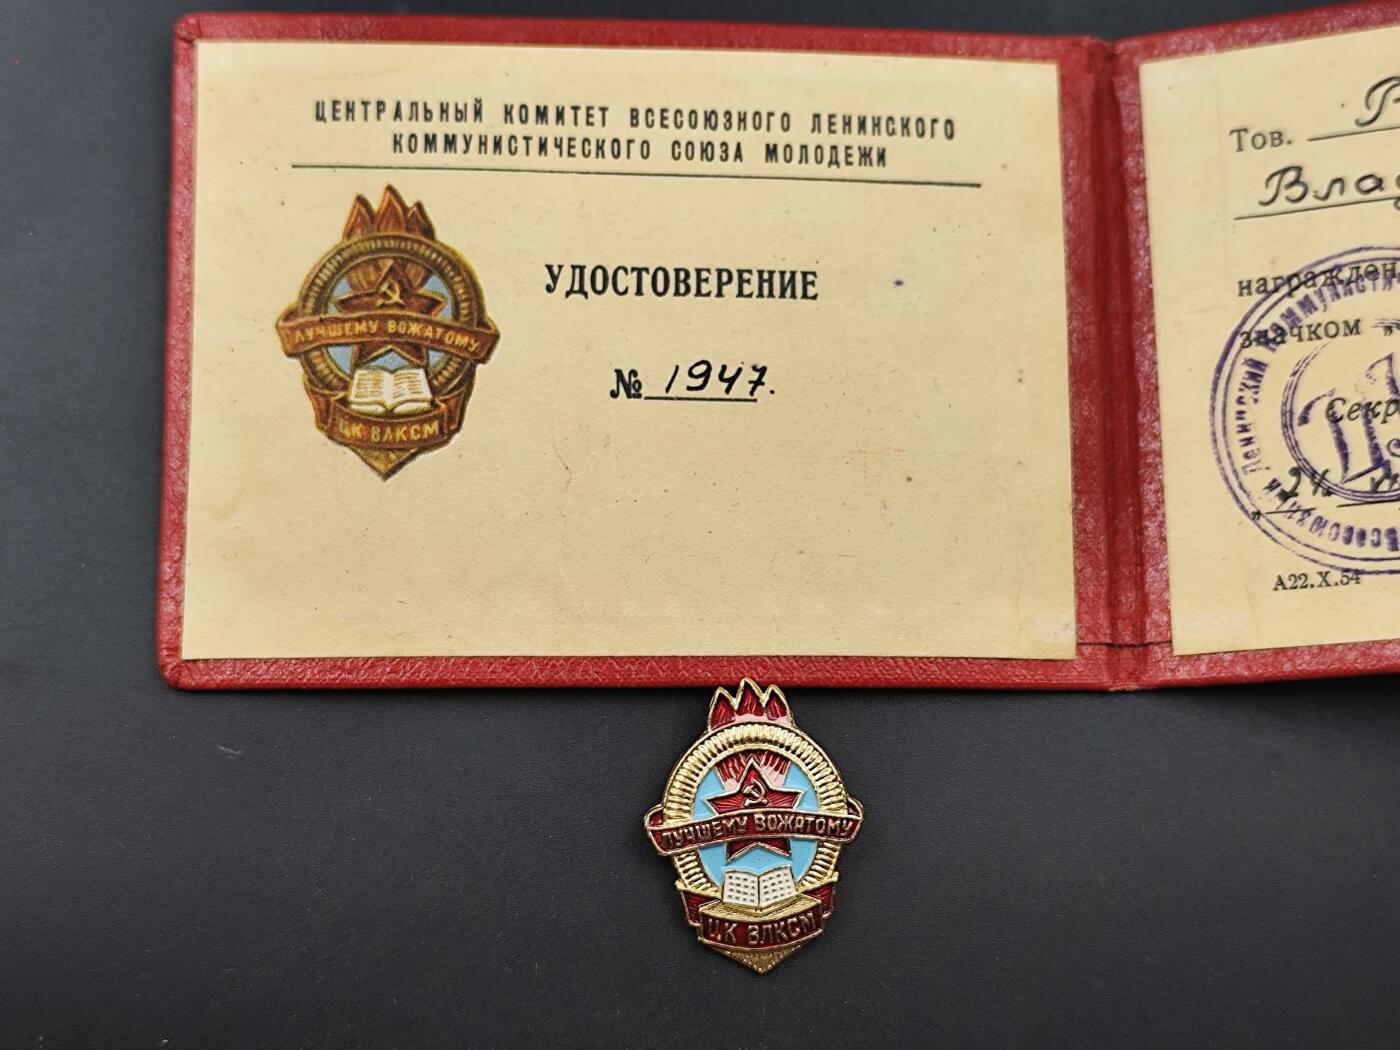 ЦЕНТРАЛЬНЫЙ КОМИТЕТ ВСЕСОЮЗНОГО ЛЕНИНСКОГО
КОММУНИСТИЧЕСКОГО СОЮЗА МОЛОДЕЖИ
ЛУЧШЕМУ ВОЖАТОМУ
ЦК ВЛКСМ
УДОСТОВЕРЕНИЕ
№ 1947.
Тов.
награжден
значком „
А22.X.54
ЛУЧШЕМУ ВОЖАТОМУ
ЦК ВЛКСМ